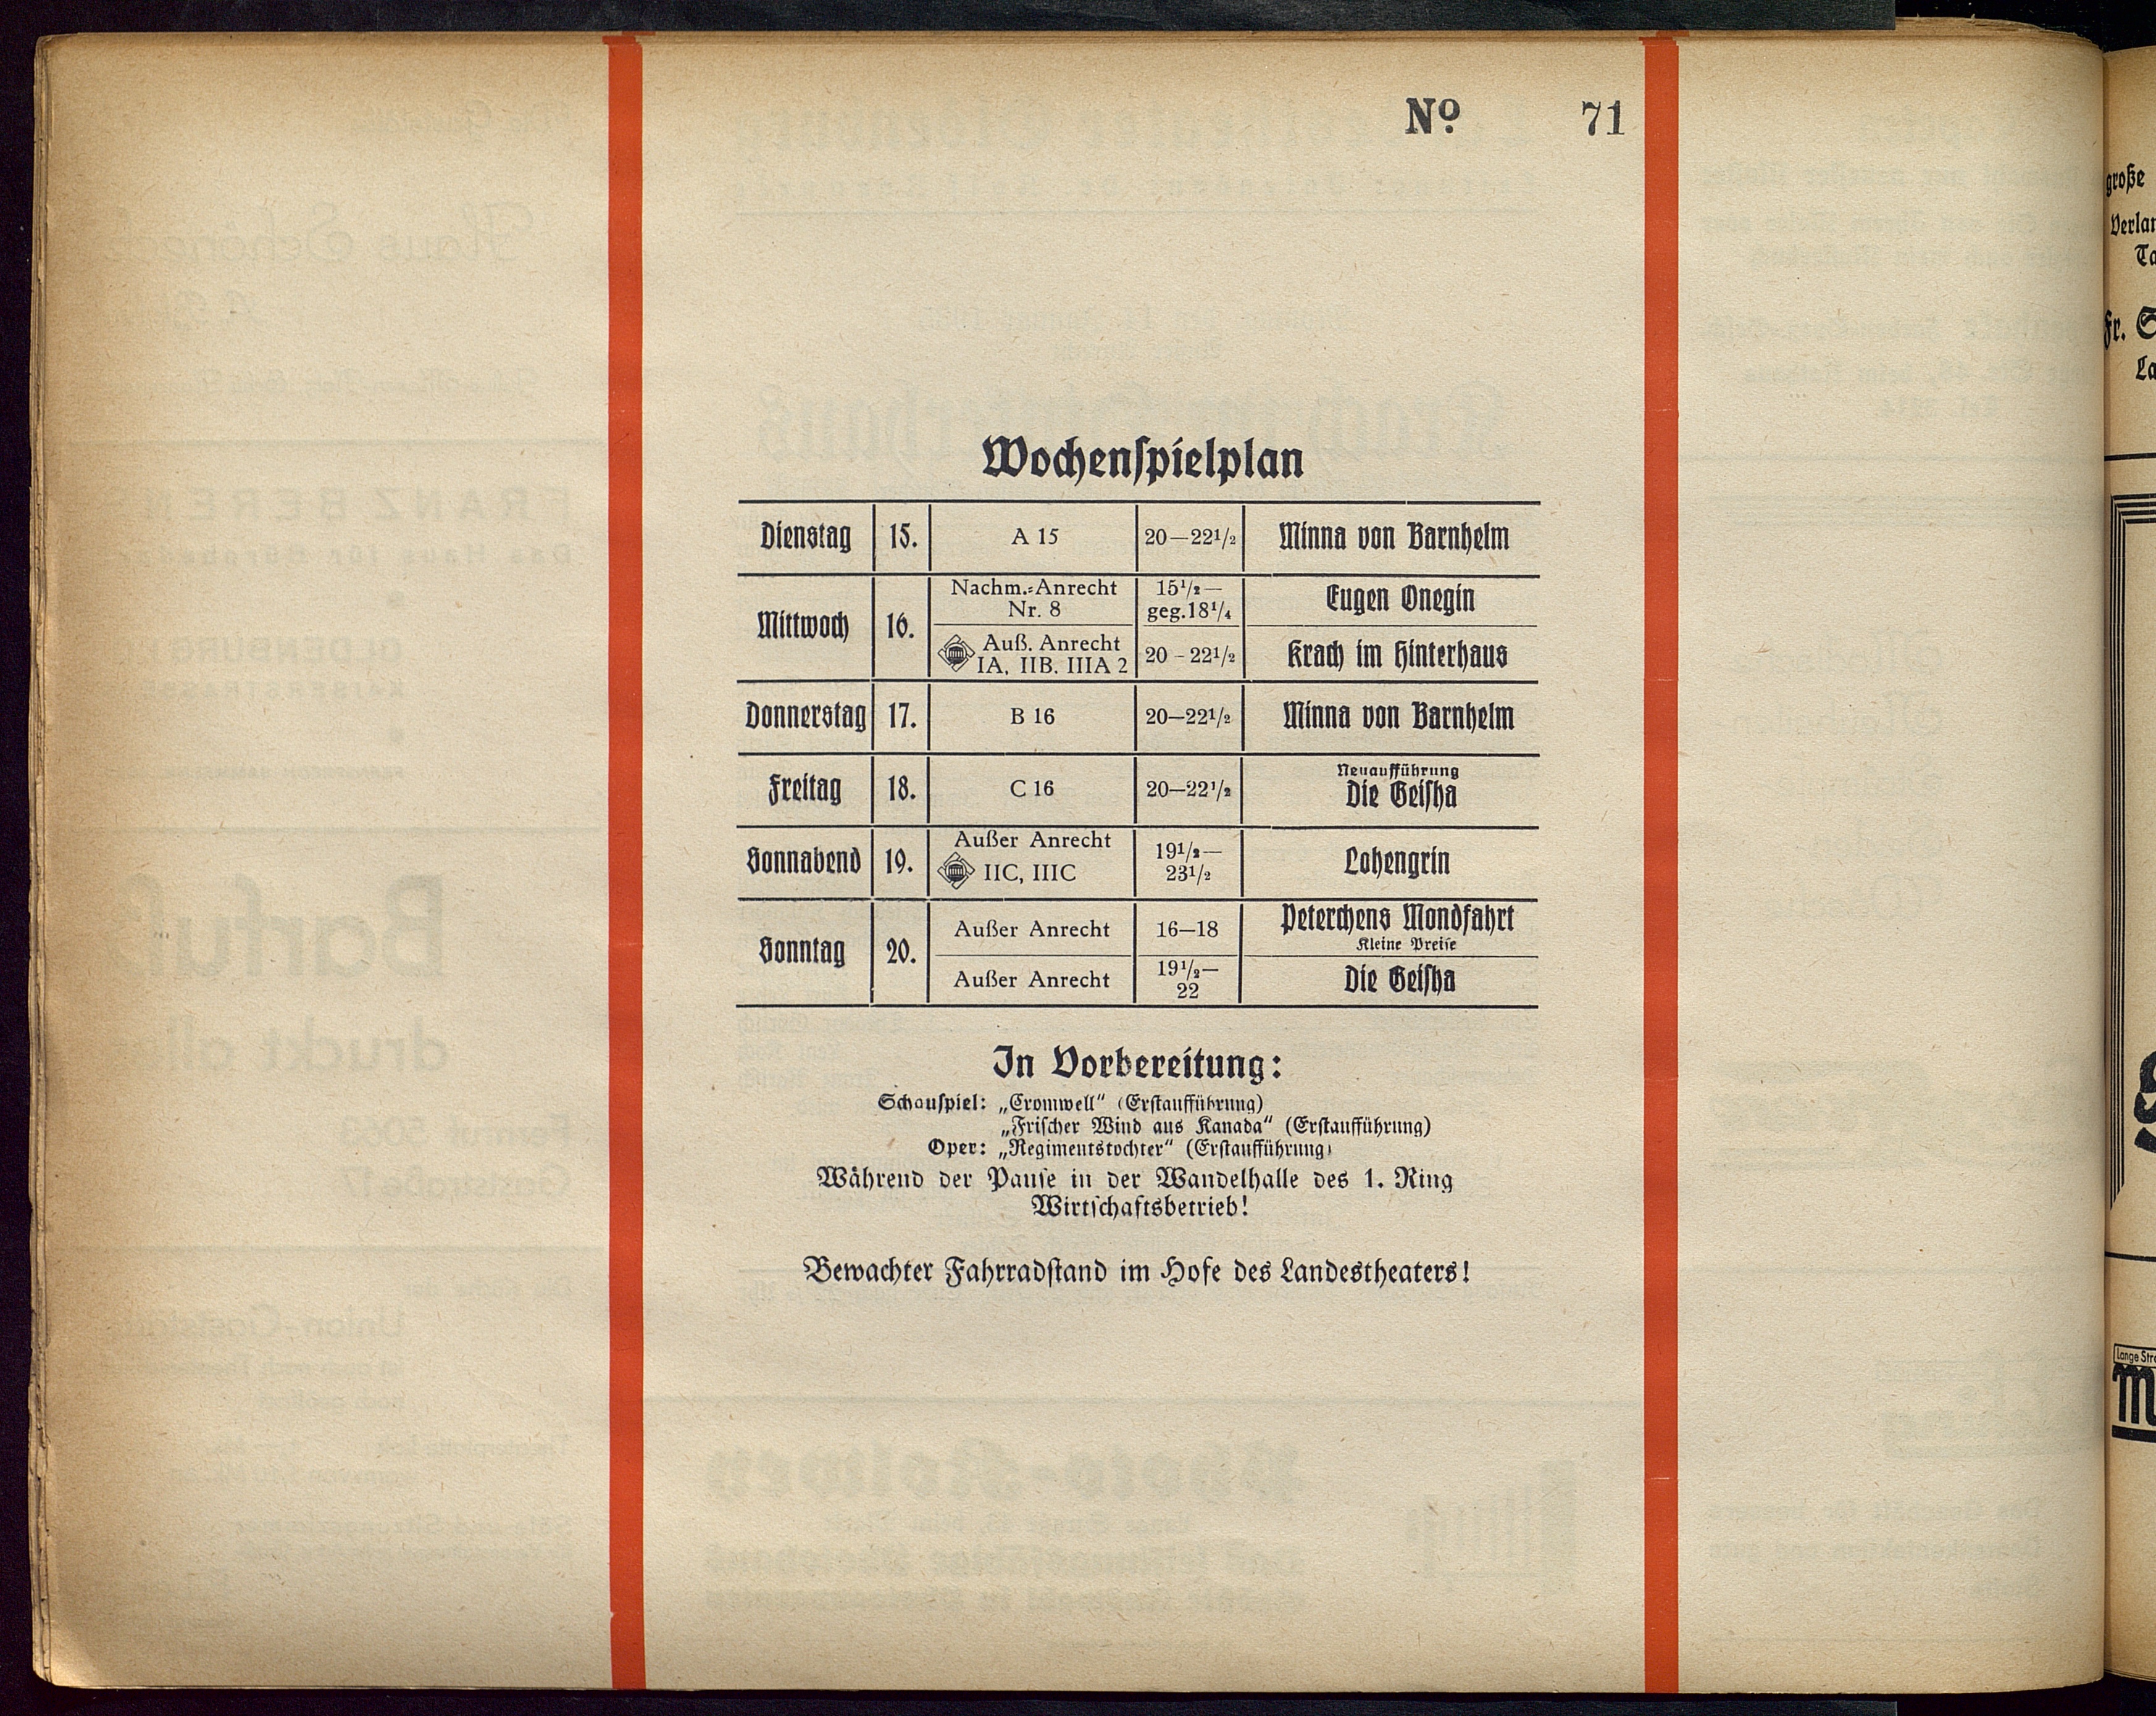 No. 71
Wochenspielplan
Dienstag 15. A 15 20—22½ Minna von Barnhelm
Mittwoch 16. Nachm.-Anrecht Nr. 8 15½— geg. 18¼ Eugen Onegin
Auß. Anrecht IA, IIB. IIIA 2 20-22½ Krach im Hinterhaus
Donnerstag 17. B 16 20—22½ Minna von Barnhelm
Freitag 18. C 16 20—22½ Neuaufführung Die Geisha
Sonnabend 19. Außer Anrecht IIC, IIIC 19½— 23½ Lohengrin
Sonntag 20. Außer Anrecht 16—18 Peterchens Mondfahrt Kleine Preise
Außer Anrecht 19½— 22 Die Geisha
In Vorbereitung:
Schauspiel: „Cromwell“ (Erstaufführung)
„Frischer Wind aus Kanada“ (Erstaufführung)
Oper: „Regimentstochter“ (Erstaufführung)
Während der Pause in der Wandelhalle des 1. Ring
Wirtschaftsbetrieb!
Bewachter Fahrradstand im Hofe des Landestheaters!
große
Fr. S
Lange Str